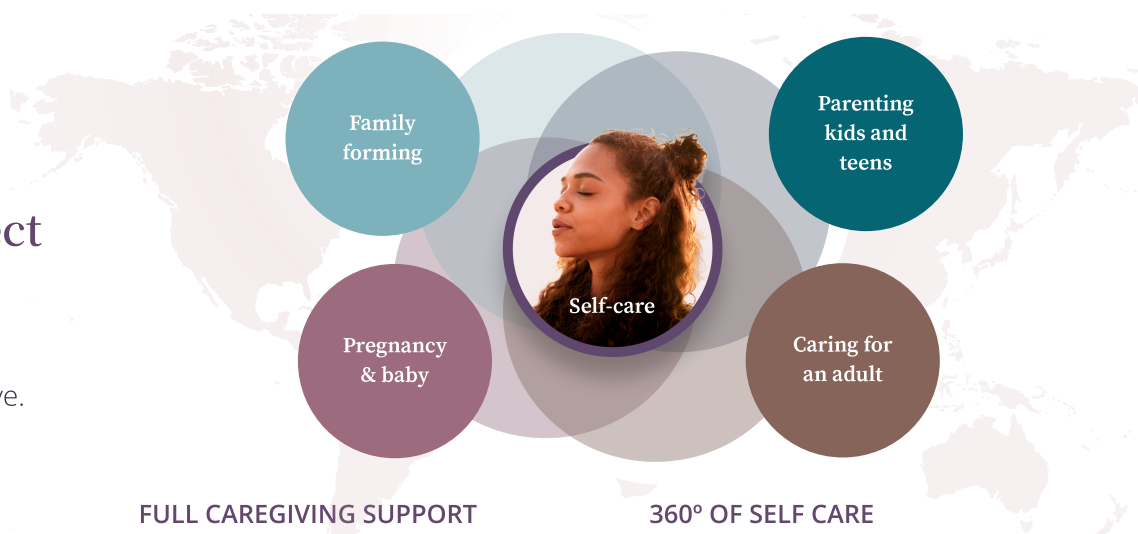 Family
forming
Parenting
kids and
teens
Self-care
Pregnancy
& baby
Caring for
an adult
FULL CAREGIVING SUPPORT
360º OF SELF CARE